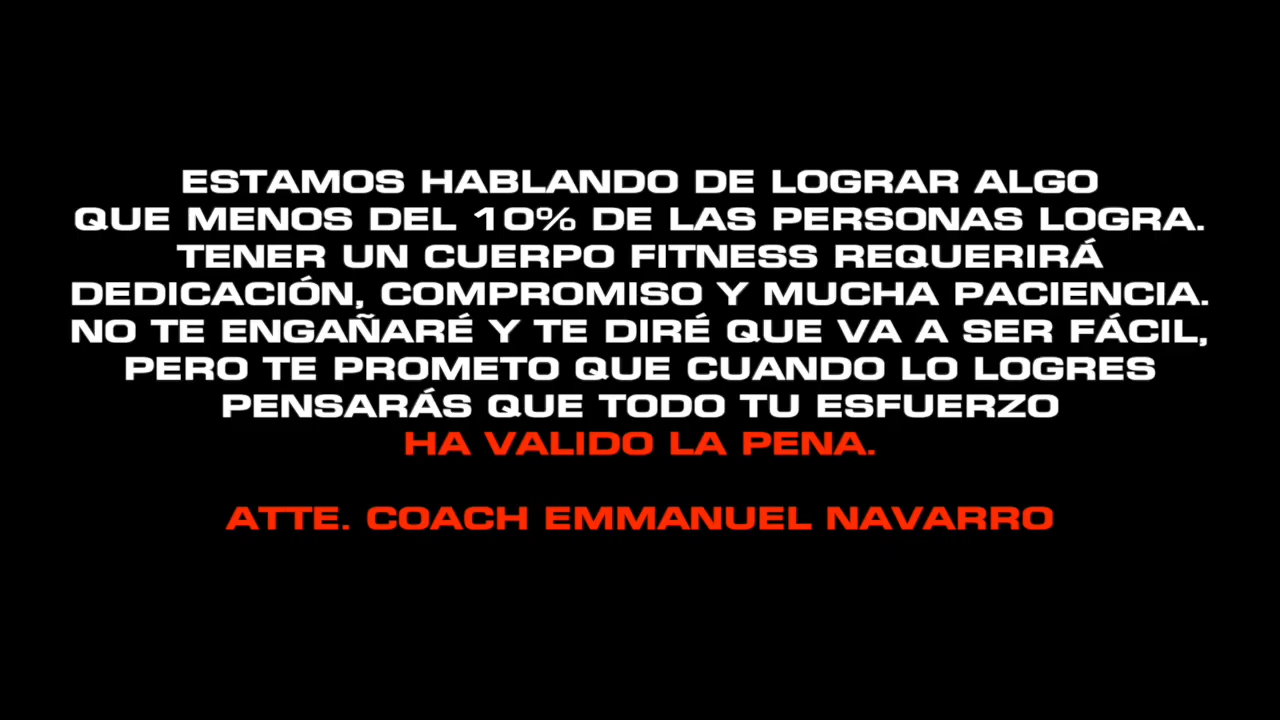 ESTAMOS HABLANDO DE LOGRAR ALGO
QUE MENOS DEL 10% DE LAS PERSONAS LOGRA.
TENER UN CUERPO FITNESS REQUERIRÁ
DEDICACIÓN, COMPROMISO Y MUCHA PACIENCIA.
NO TE ENGAÑARÉ Y TE DIRÉ QUE VA A SER FÁCIL,
PERO TE PROMETO QUE CUANDO LO LOGRES
PENSARÁS QUE TODO TU ESFUERZO
HA VALIDO LA PENA.
ATTE. COACH EMMANUEL NAVARRO